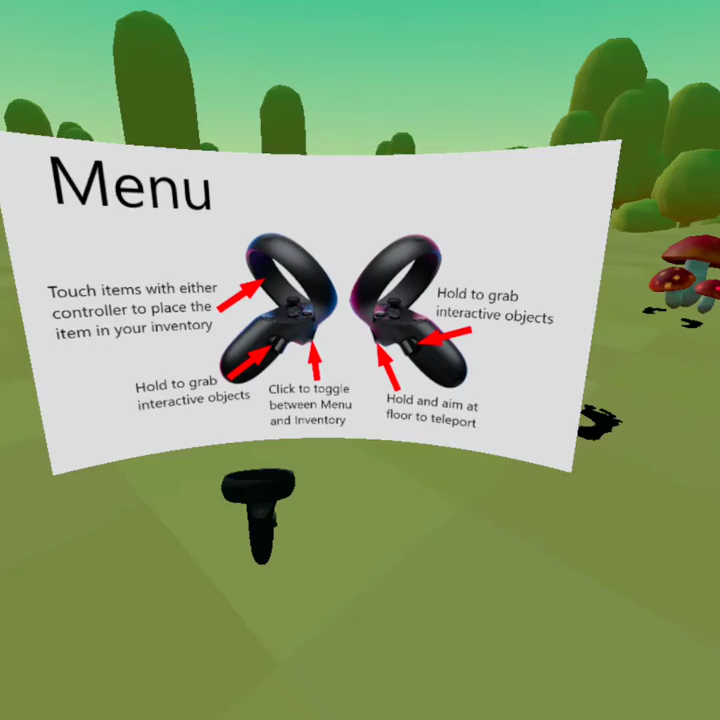 Menu
Touch items with either
controller to place the
item in your inventory
Hold to grab
interactive objects
Hold to grab
interactive objects
Click to toggle
between Menu
and Inventory
Hold and aim at
floor to teleport